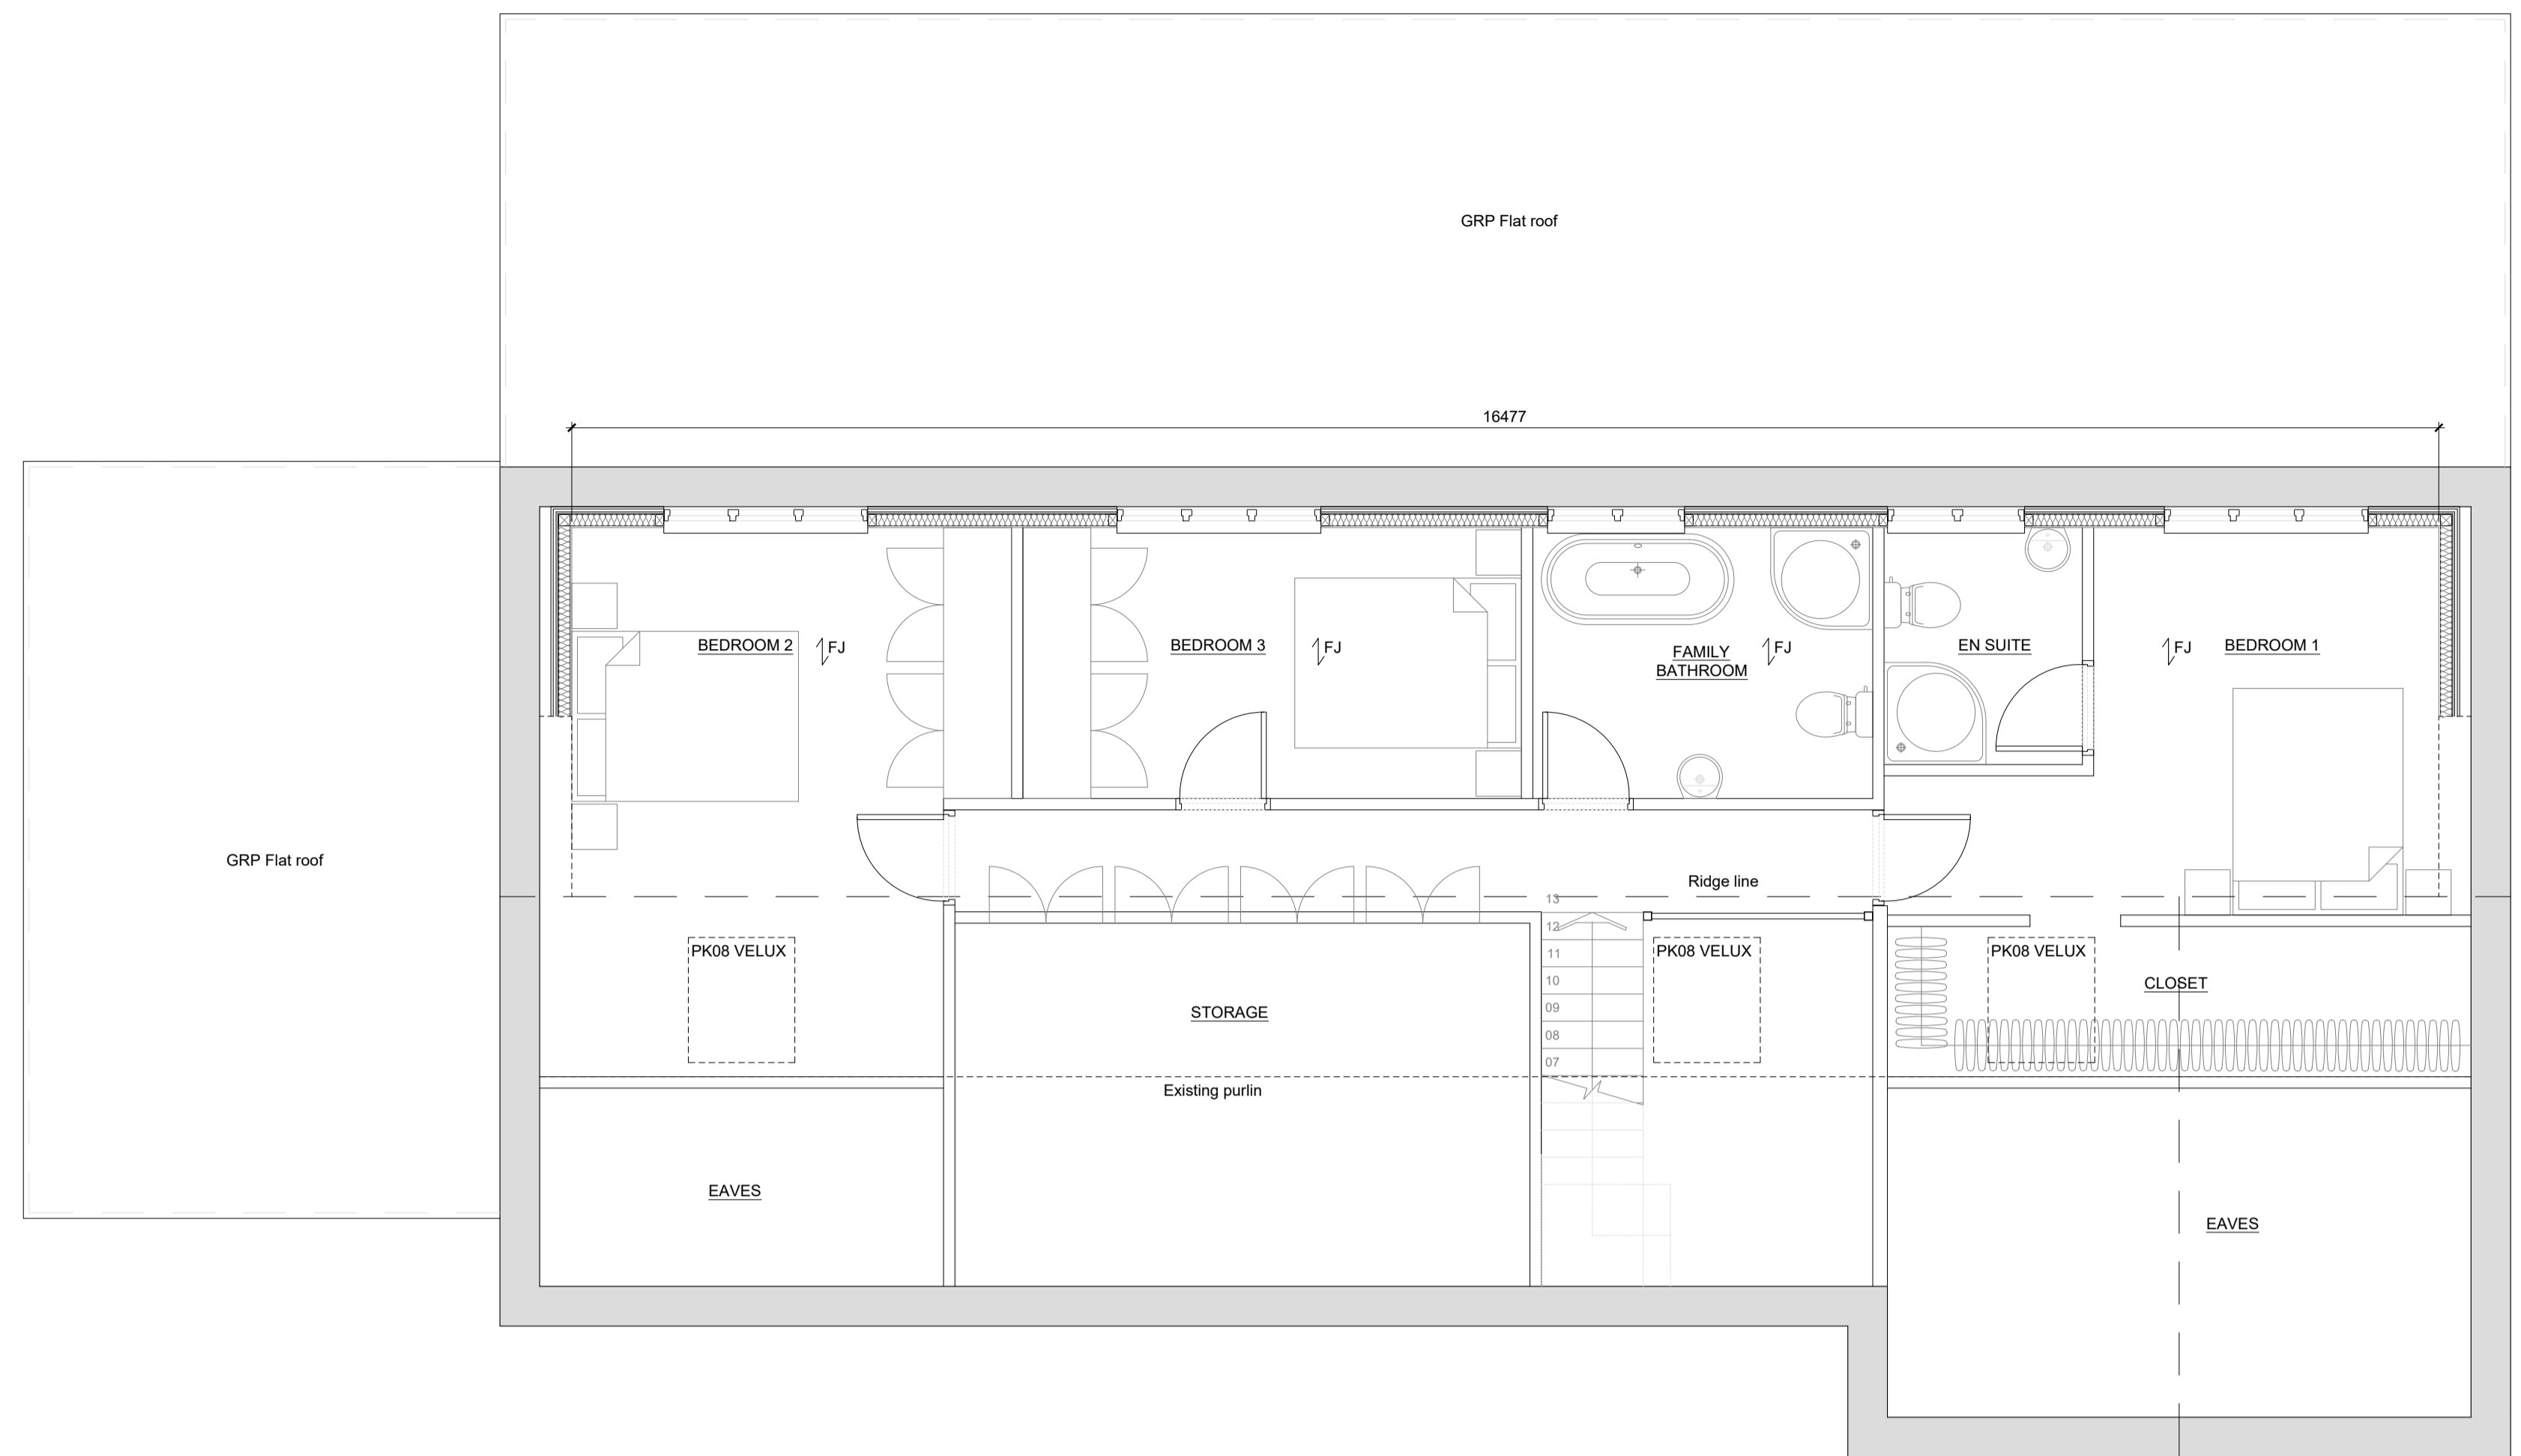 GRP Flat roof
16477
BEDROOM 2
FJ
BEDROOM 3
FJ
FAMILY
BATHROOM
FJ
EN SUITE
FJ
BEDROOM 1
GRP Flat roof
Ridge line
13
12
11
10
09
08
07
PK08 VELUX
PK08 VELUX
PK08 VELUX
CLOSET
STORAGE
Existing purlin
EAVES
EAVES